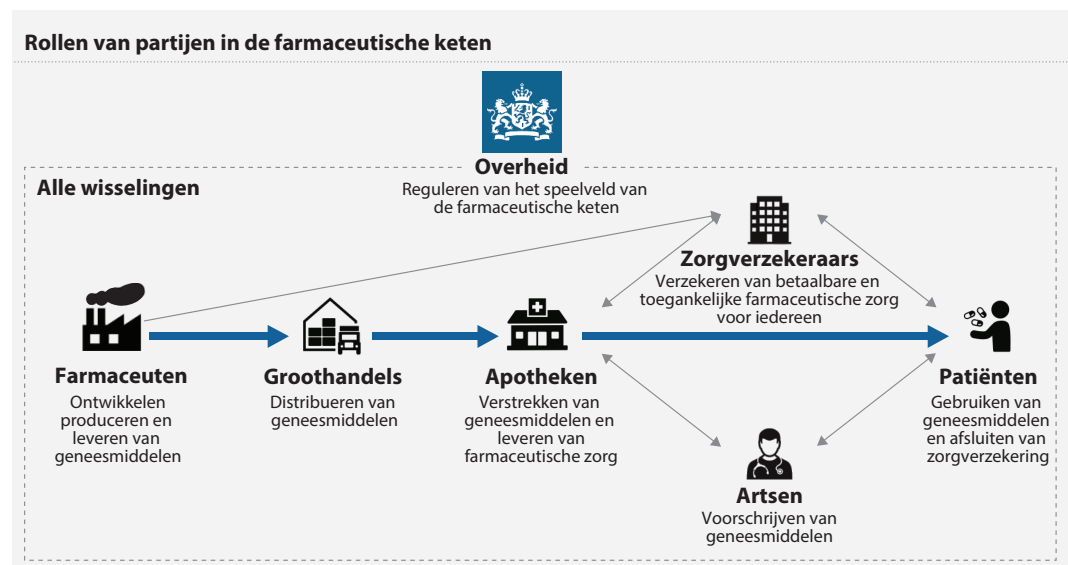 Rollen van partijen in de farmaceutische keten
Overheid
Reguleren van het speelveld van
de farmaceutische keten
Alle wisselingen
Zorgverzekeraars
Verzekeren van betaalbare en
toegankelijke farmaceutische zorg
voor iedereen
Farmaceuten
Ontwikkelen
produceren en
leveren van
geneesmiddelen
Groothandels
Distribueren van
geneesmiddelen
Apotheken
Verstrekken van
geneesmiddelen en
leveren van
farmaceutische zorg
Patiënten
Gebruiken van
geneesmiddelen
en afsluiten van
zorgverzekering
Artsen
Voorschrijven van
geneesmiddelen